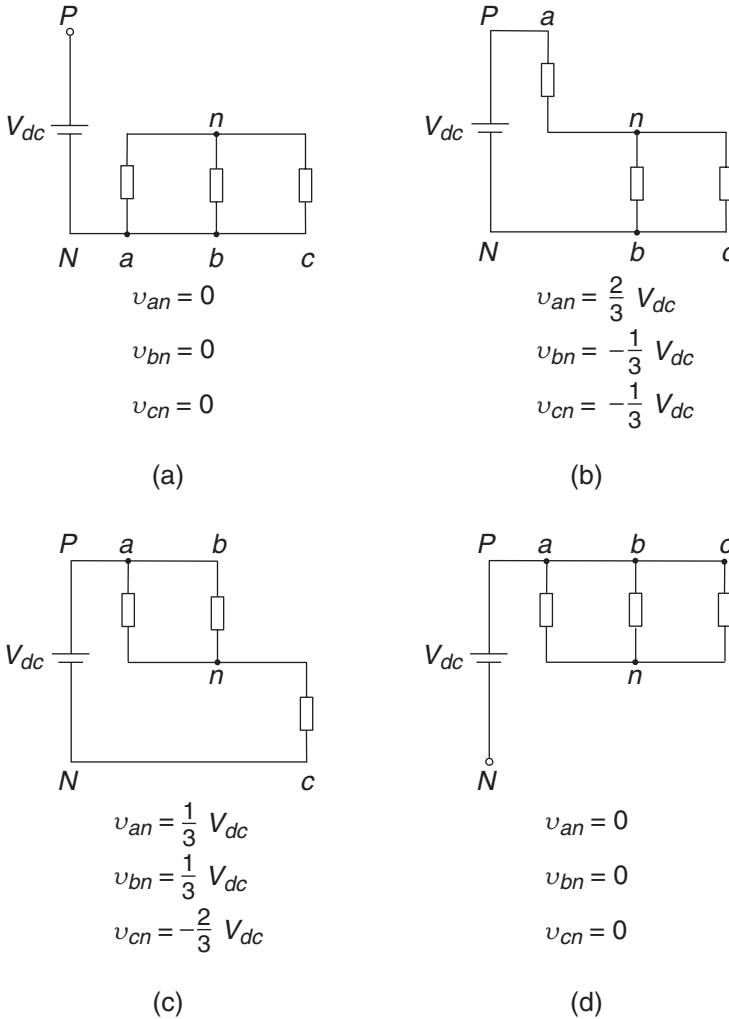 P
V_dc
n
N a b c
υ_an = 0
υ_bn = 0
υ_cn = 0
(a)
P a
V_dc
n
N b c
υ_an = 2/3 V_dc
υ_bn = −1/3 V_dc
υ_cn = −1/3 V_dc
(b)
P a b
V_dc
n
N c
υ_an = 1/3 V_dc
υ_bn = 1/3 V_dc
υ_cn = −2/3 V_dc
(c)
P a b c
V_dc
n
N
υ_an = 0
υ_bn = 0
υ_cn = 0
(d)